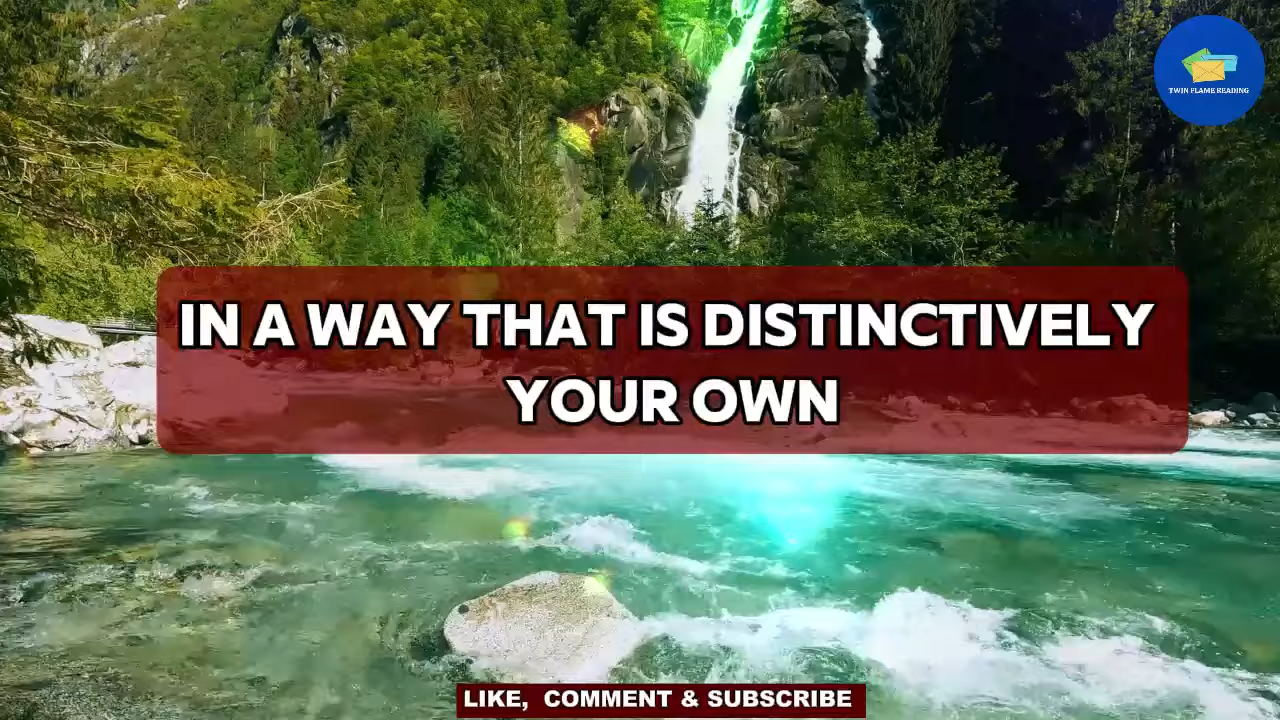 TWIN FLAME READING
IN A WAY THAT IS DISTINCTIVELY
YOUR OWN
LIKE, COMMENT & SUBSCRIBE